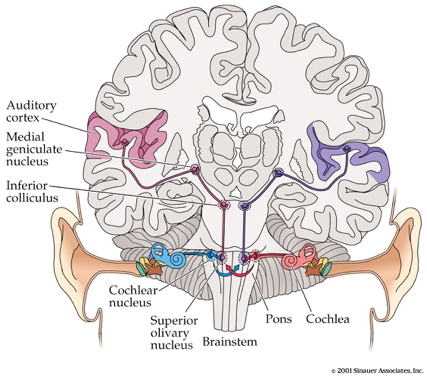 Auditory
cortex
Medial
geniculate
nucleus
Inferior
colliculus
Cochlear
nucleus
Superior
olivary
nucleus
Brainstem
Pons
Cochlea
© 2001 Sinauer Associates, Inc.